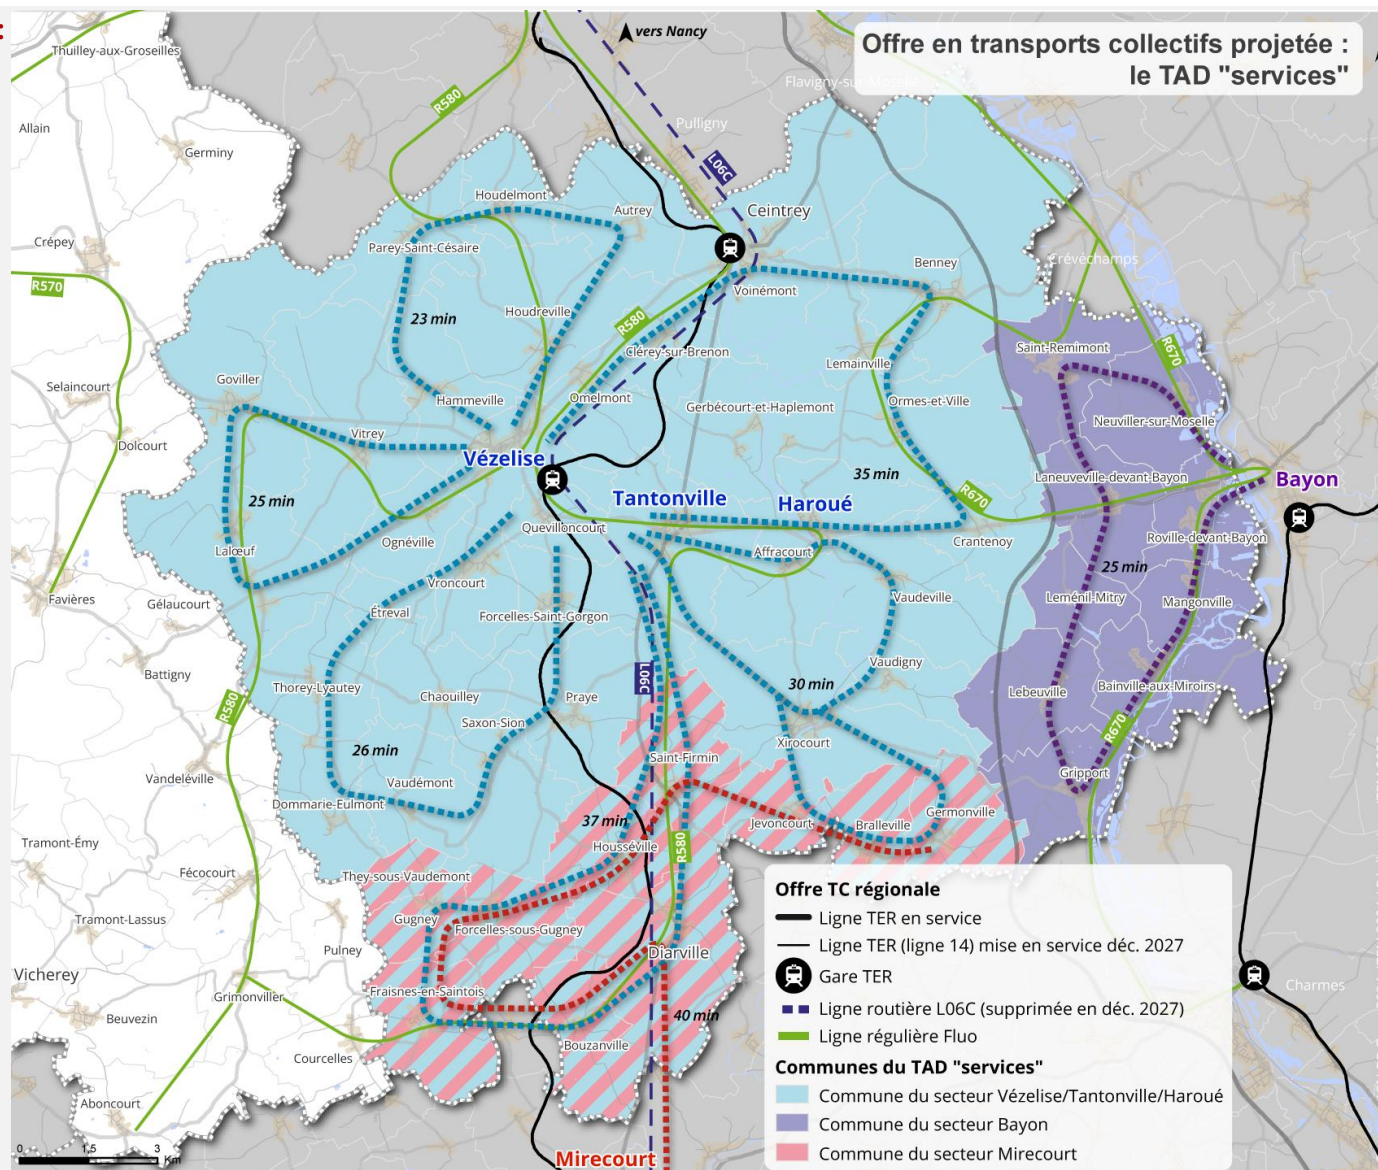 Offre en transports collectifs projetée :
le TAD "services"
vers Nancy
Thuilley-aux-Groseilles
Flavigny-sur-Moselle
R580
Allain
Pulligny
Germiny
L06C
Houdelmont
Autrey
Ceintrey
Crépey
Parey-Saint-Césaire
Benney
Crévéchamps
R570
Voinémont
23 min
Houdreville
R580
Saint-Remimont
R670
Clérey-sur-Brenon
Lemainville
Goviller
Selaincourt
Hammeville
Omelmont
Gerbécourt-et-Haplemont
Ormes-et-Ville
Neuviller-sur-Moselle
Dolcourt
Vitrey
Vézelise
35 min
Laneuveville-devant-Bayon
Bayon
25 min
Tantonville
Haroué
R670
Quevilloncourt
Ognéville
Crantenoy
Roville-devant-Bayon
Lalœuf
Affracourt
25 min
Vroncourt
Favières
Gélaucourt
Étreval
Forcelles-Saint-Gorgon
Vaudeville
Leménil-Mitry
Mangonville
Battigny
Vaudigny
L06C
Thorey-Lyautey
Chaouilley
Praye
30 min
Lebeuville
Bainville-aux-Miroirs
R580
Saxon-Sion
R670
26 min
Xirocourt
Vandeléville
Vaudémont
Saint-Firmin
Gripport
Dommarie-Eulmont
37 min
Jevoncourt
Bralleville
Germonville
Tramont-Émy
Housséville
R580
Fécocourt
They-sous-Vaudemont
Tramont-Lassus
Gugney
Forcelles-sous-Gugney
Pulney
Diarville
Vicherey
Fraisnes-en-Saintois
Grimonviller
Beuvezin
40 min
Charmes
Courcelles
Bouzanville
Aboncourt
Mirecourt
0 1,5 3
Km
Offre TC régionale
Ligne TER en service
Ligne TER (ligne 14) mise en service déc. 2027
Gare TER
Ligne routière L06C (supprimée en déc. 2027)
Ligne régulière Fluo
Communes du TAD "services"
Commune du secteur Vézelise/Tantonville/Haroué
Commune du secteur Bayon
Commune du secteur Mirecourt